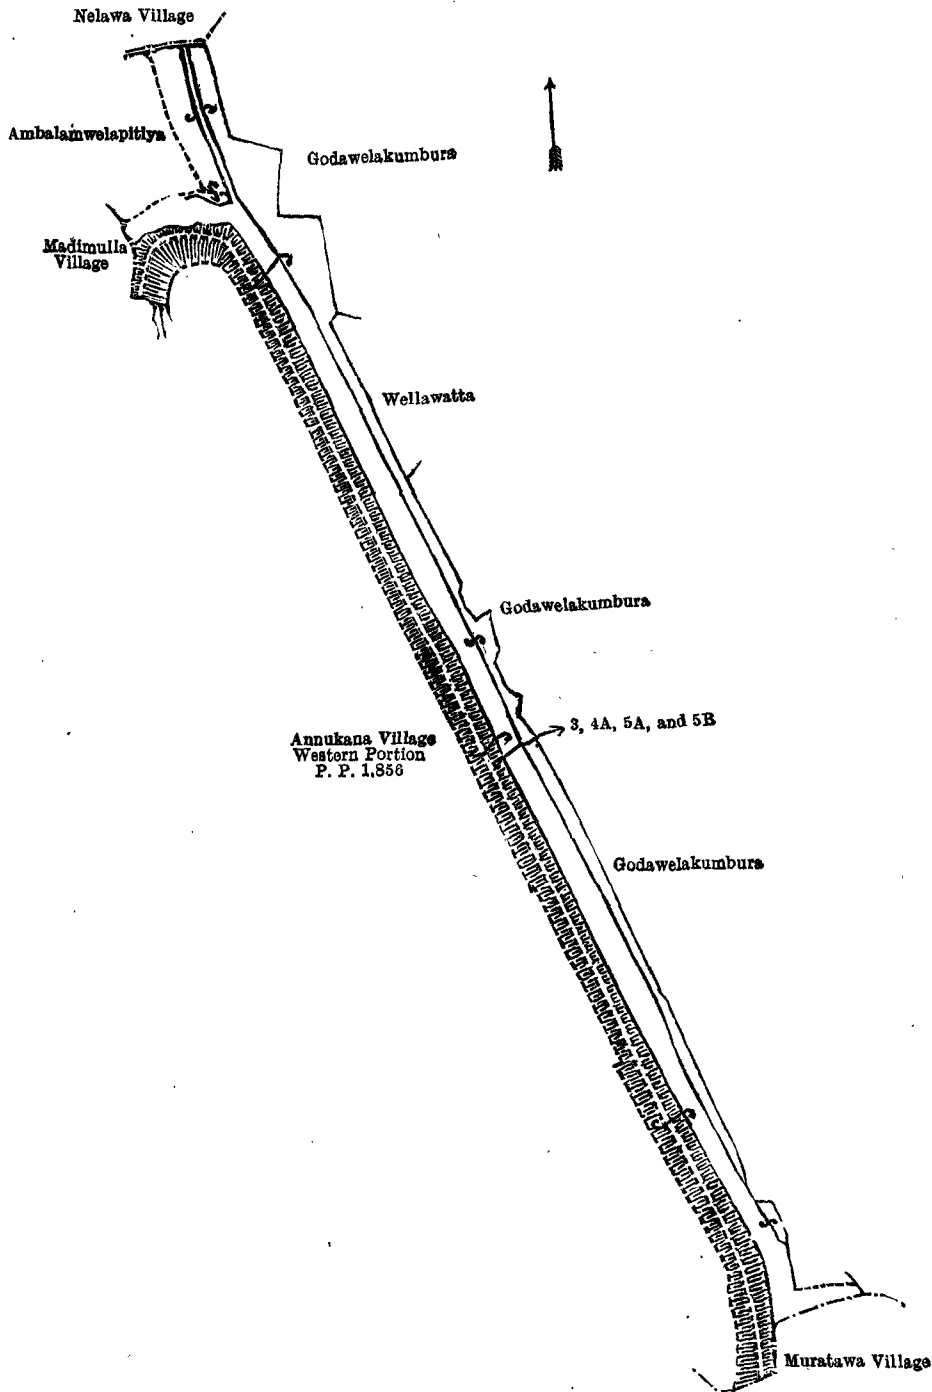 Nelawa Village
Ambalamwelapitiya
Godawelakumbura
Madimulla
Village
Wellawatta
Godawelakumbura
3, 4A, 5A, and 5B
Annukana Village
Western Portion
P. P. 1,856
Godawelakumbura
Muratawa Village